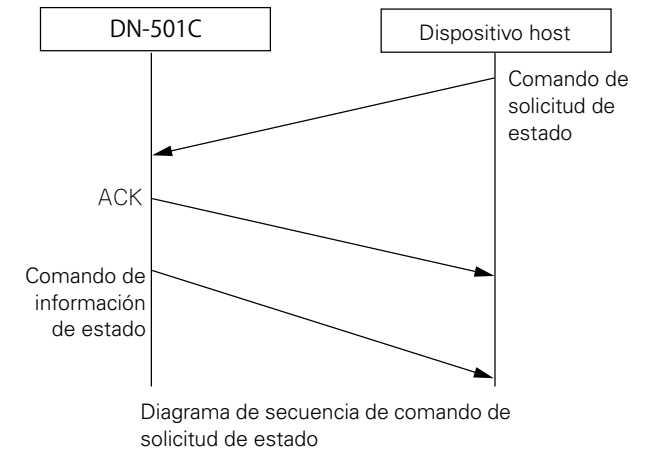 DN-501C
Dispositivo host
Comando de
solicitud de
estado
ACK
Comando de
información
de estado
Diagrama de secuencia de comando de
solicitud de estado